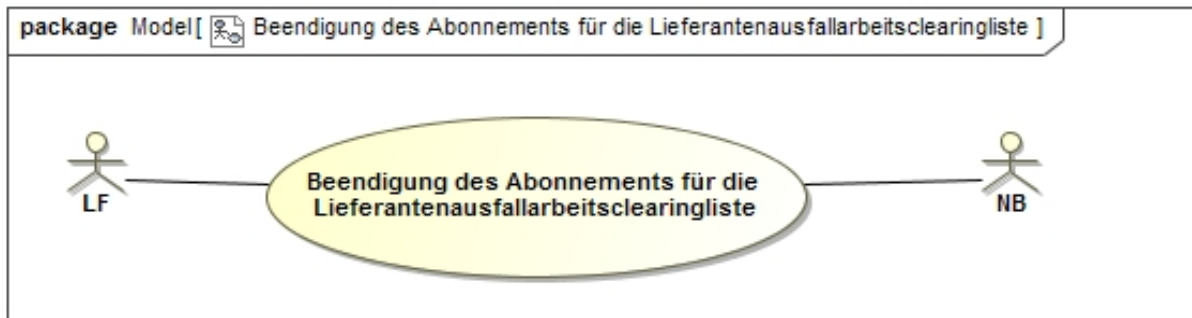 package Model[ Beendigung des Abonnements für die Lieferantenausfallarbeitsclearingliste ]
Beendigung des Abonnements für die
Lieferantenausfallarbeitsclearingliste
LF
NB